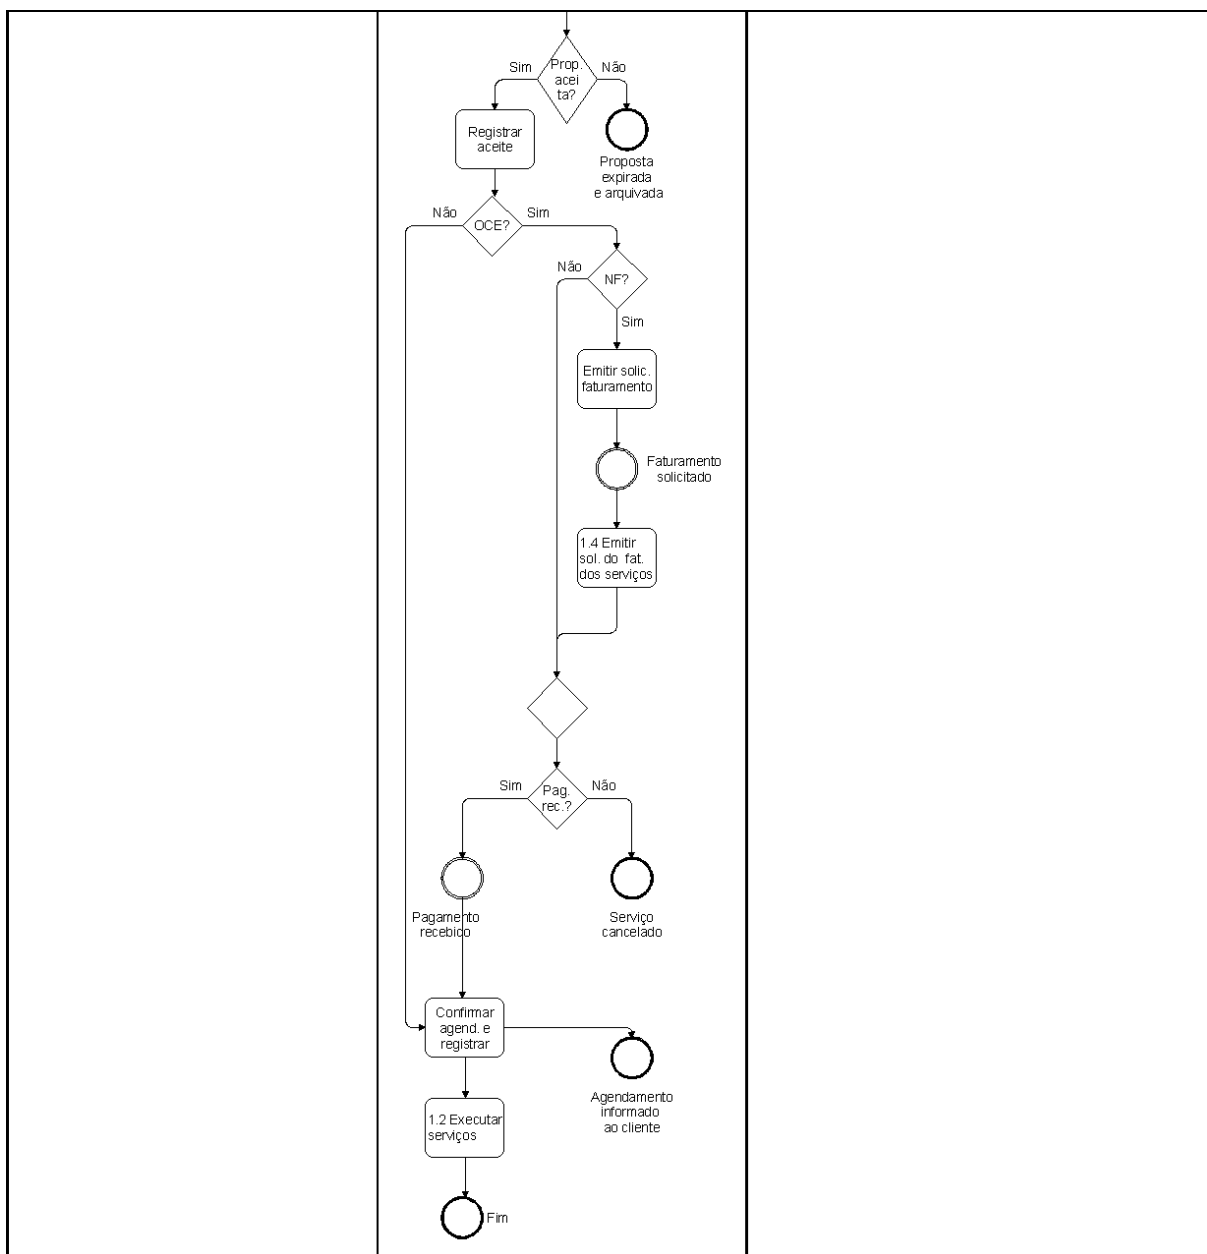 Sim
Prop.
acei
ta?
Não
Registrar
aceite
Proposta
expirada
e arquivada
Não
OCE?
Sim
Não
NF?
Sim
Emitir solic.
faturamento
Faturamento
solicitado
1.4 Emitir
sol. do fat.
dos serviços
Sim
Pag.
rec.?
Não
Pagamento
recebido
Serviço
cancelado
Confirmar
agend. e
registrar
Agendamento
informado
ao cliente
1.2 Executar
serviços
Fim